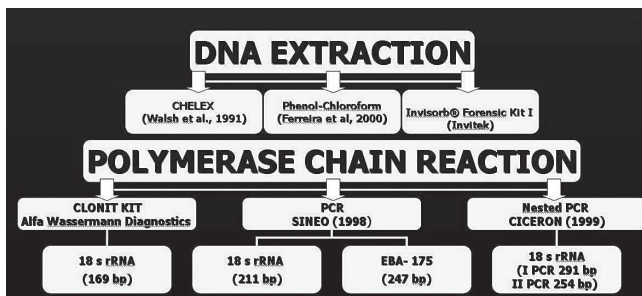 DNA EXTRACTION
CHELEX
(Walsh et al., 1991)
Phenol-Chloroform
(Ferreira et al, 2000)
Invisorb® Forensic Kit I
(Invitek)
POLYMERASE CHAIN REACTION
CLONIT KIT
Alfa Wassermann Diagnostics
PCR
SINEO (1998)
Nested PCR
CICERON (1999)
18 s rRNA
(169 bp)
18 s rRNA
(211 bp)
EBA- 175
(247 bp)
18 s rRNA
(I PCR 291 bp
II PCR 254 bp)